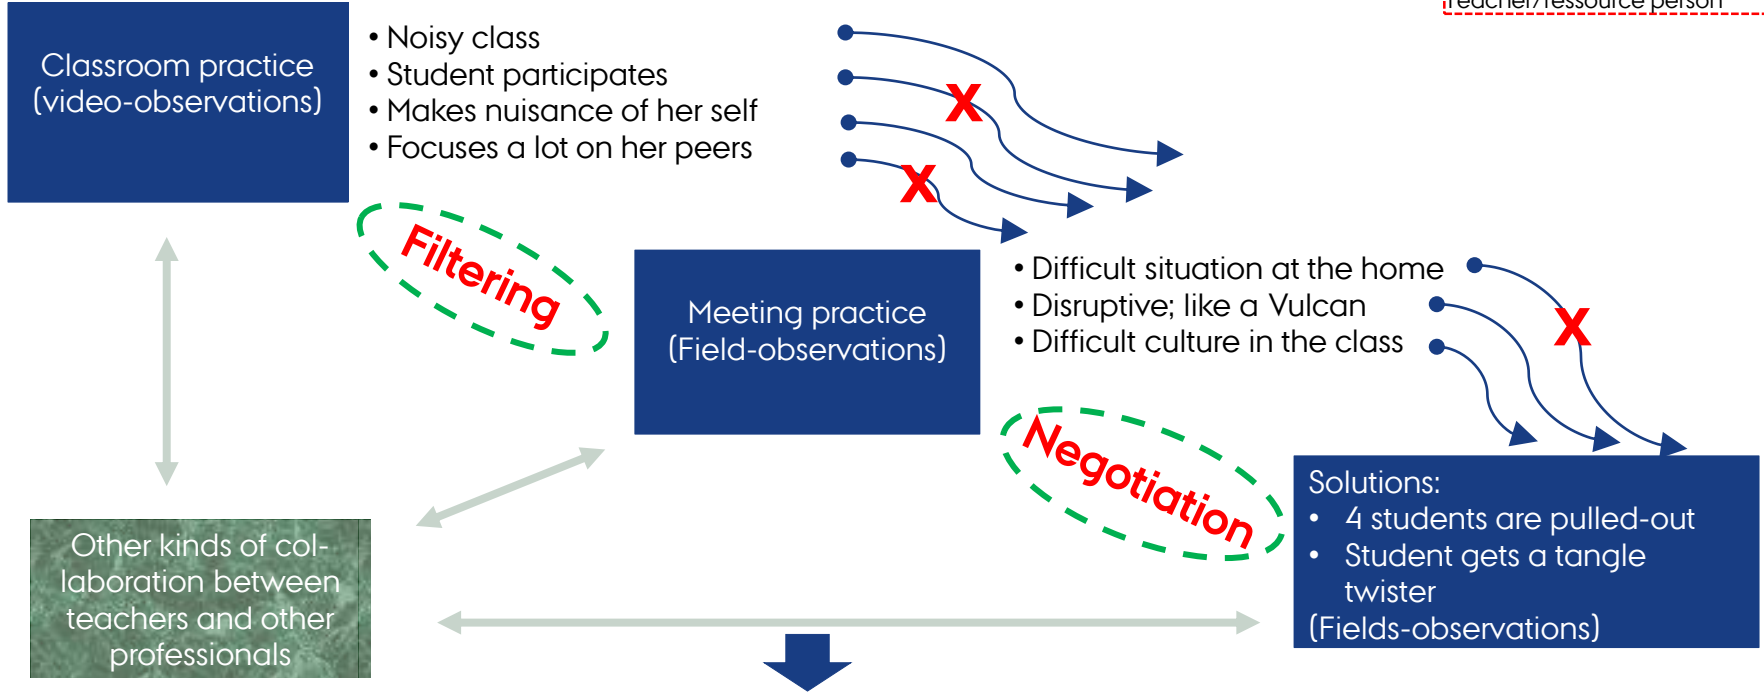 Teacher/ressource person
Classroom practice
(video-observations)
• Noisy class
• Student participates
• Makes nuisance of her self
• Focuses a lot on her peers
X
X
Filtering
Meeting practice
(Field-observations)
• Difficult situation at the home
• Disruptive; like a Vulcan
• Difficult culture in the class
X
Negotiation
Solutions:
• 4 students are pulled-out
• Student gets a tangle
twister
(Fields-observations)
Other kinds of col-
laboration between
teachers and other
professionals